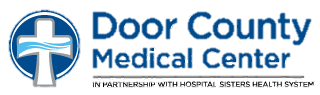 Door County
Medical Center
IN PARTNERSHIP WITH HOSPITAL SISTERS HEALTH SYSTEM